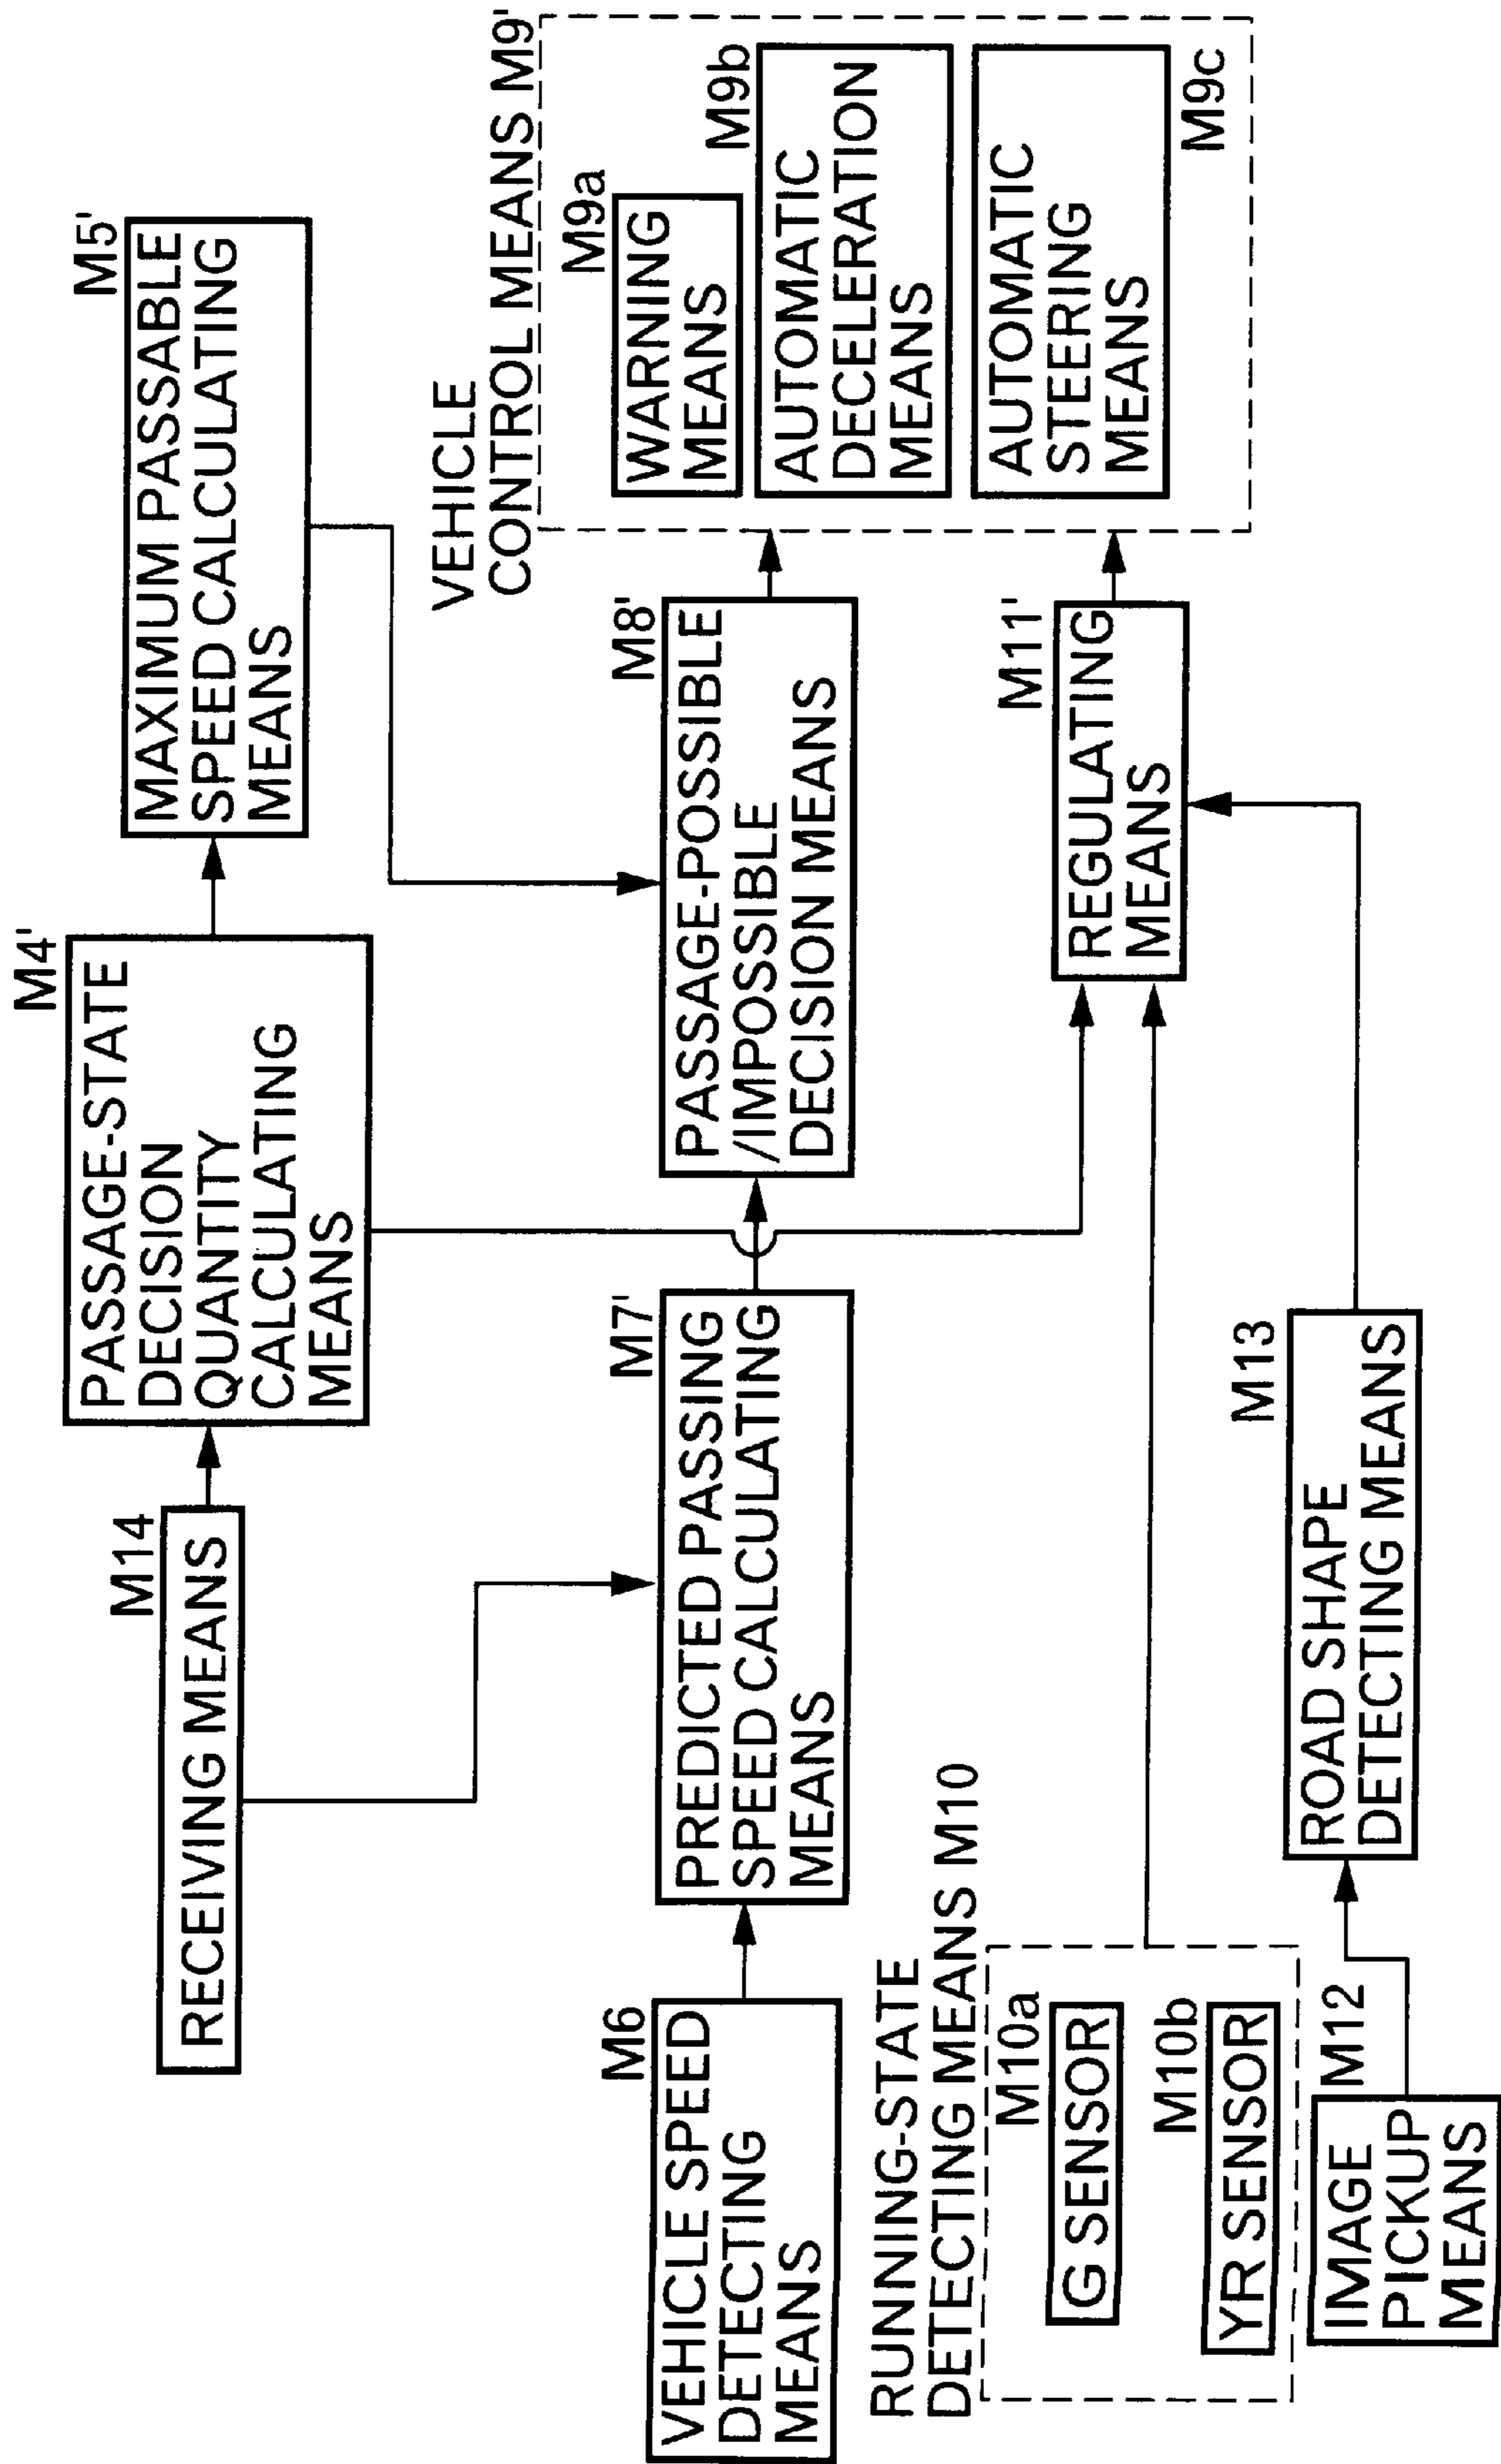 M14
RECEIVING MEANS
M4'
PASSAGE-STATE
DECISION
QUANTITY
CALCULATING
MEANS
M5'
MAXIMUM PASSABLE
SPEED CALCULATING
MEANS
M6
VEHICLE SPEED
DETECTING
MEANS
M7'
PREDICTED PASSING
SPEED CALCULATING
MEANS
M8'
PASSAGE-POSSIBLE
/IMPOSSIBLE
DECISION MEANS
VEHICLE
CONTROL MEANS M9'
M9a
WARNING
MEANS
M9b
AUTOMATIC
DECELERATION
MEANS
AUTOMATIC
STEERING
MEANS
M9c
RUNNING-STATE
DETECTING MEANS M10
M10a
G SENSOR
M10b
YR SENSOR
M11'
REGULATING
MEANS
M12
IMAGE
PICKUP
MEANS
M13
ROAD SHAPE
DETECTING MEANS